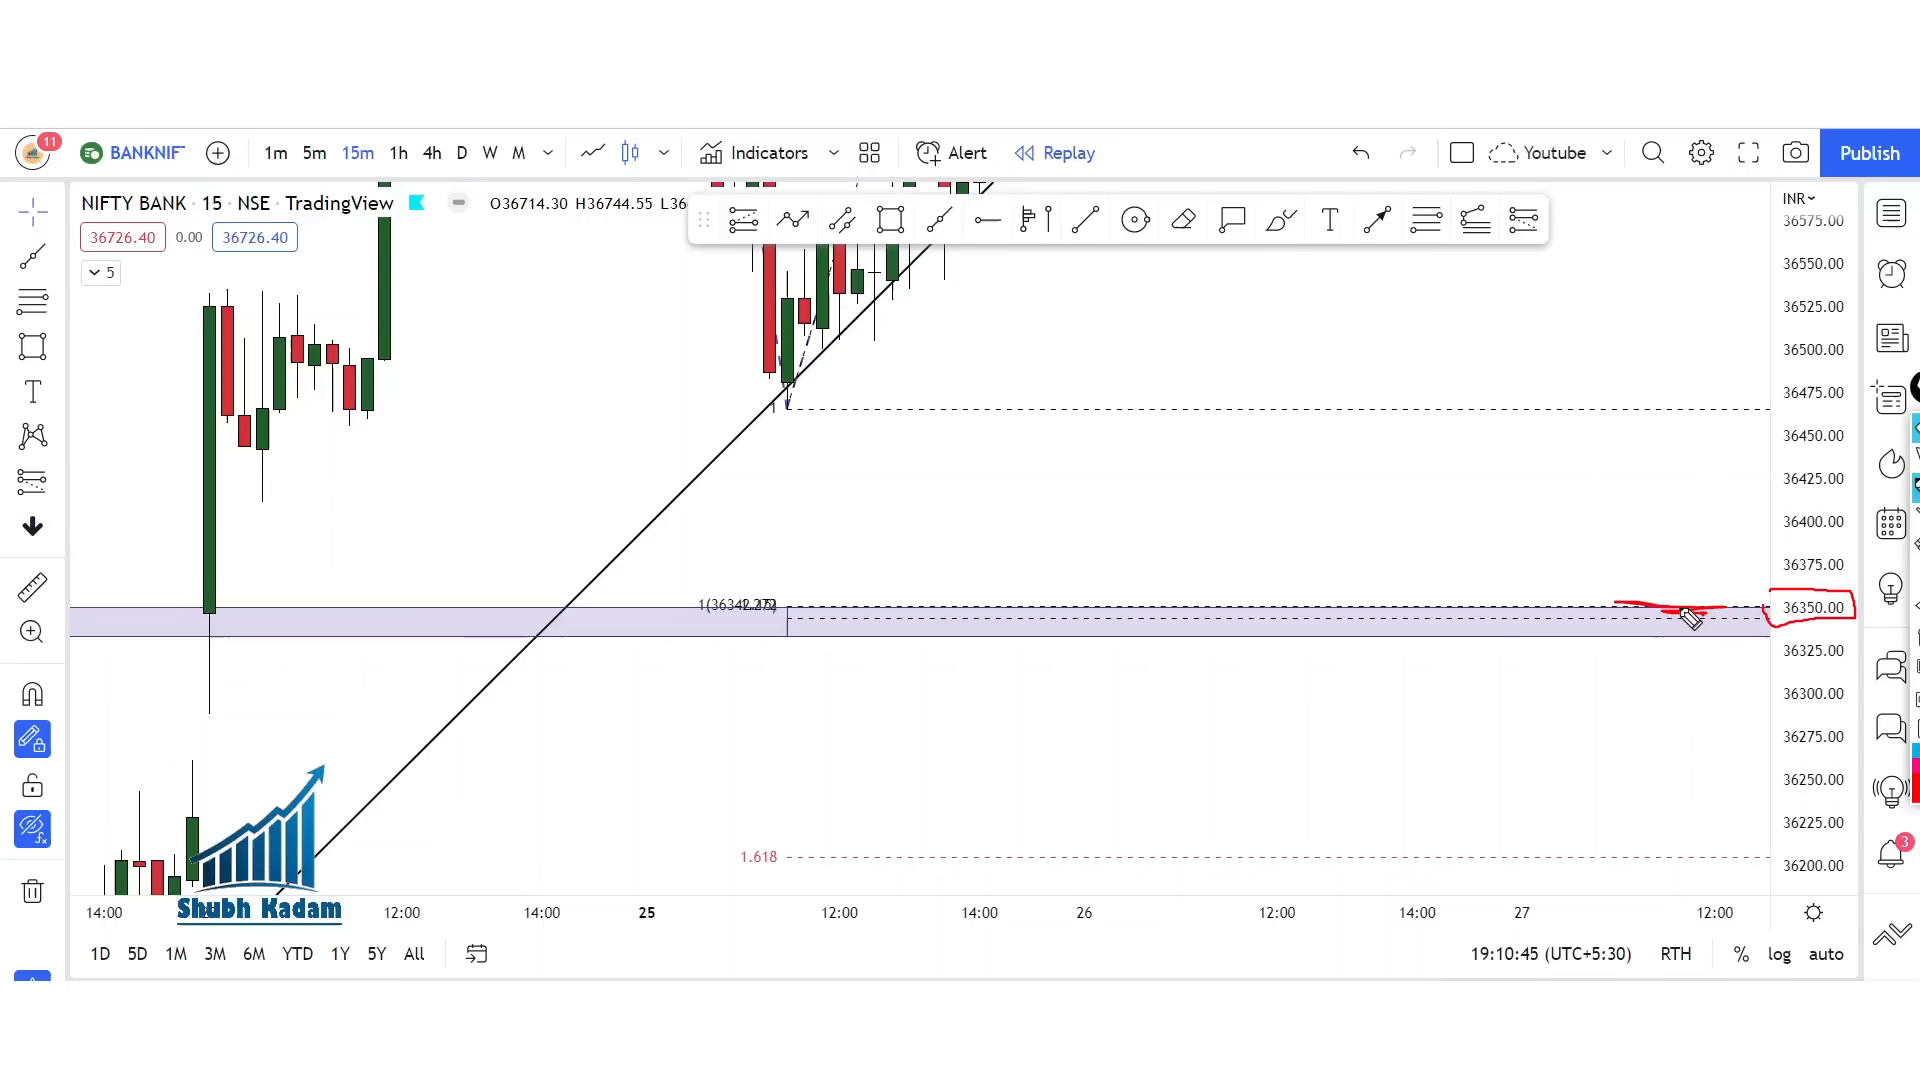 11
BANKNIF
1m 5m 15m 1h 4h D W M
Indicators
Alert
Replay
Youtube
Publish
NIFTY BANK · 15 · NSE · TradingView
O36714.30 H36744.55 L36
INR
36726.40 0.00 36726.40
5
T
36575.00
36550.00
36525.00
36500.00
36475.00
36450.00
36425.00
36400.00
36375.00
36350.00
36325.00
36300.00
36275.00
36250.00
36225.00
36200.00
1
1.618
3
Shubh Kadam
14:00 12:00 14:00 25 12:00 14:00 26 12:00 14:00 27 12:00
1D 5D 1M 3M 6M YTD 1Y 5Y All
19:10:45 (UTC+5:30) RTH % log auto